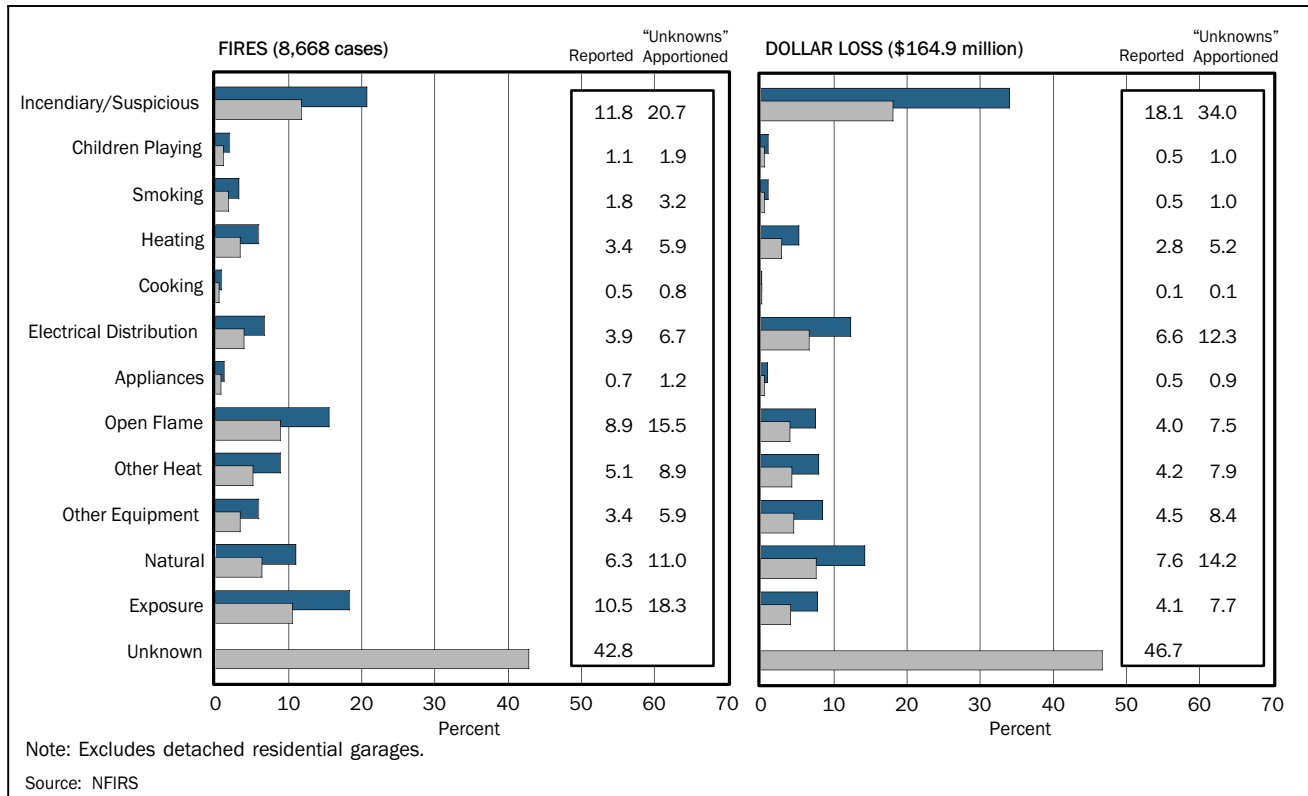 FIRES (8,668 cases)
Reported
“Unknowns”
Apportioned
DOLLAR LOSS ($164.9 million)
Reported
“Unknowns”
Apportioned
Incendiary/Suspicious 11.8 20.7 18.1 34.0
Children Playing 1.1 1.9 0.5 1.0
Smoking 1.8 3.2 0.5 1.0
Heating 3.4 5.9 2.8 5.2
Cooking 0.5 0.8 0.1 0.1
Electrical Distribution 3.9 6.7 6.6 12.3
Appliances 0.7 1.2 0.5 0.9
Open Flame 8.9 15.5 4.0 7.5
Other Heat 5.1 8.9 4.2 7.9
Other Equipment 3.4 5.9 4.5 8.4
Natural 6.3 11.0 7.6 14.2
Exposure 10.5 18.3 4.1 7.7
Unknown 42.8 46.7
0 10 20 30 40 50 60 70 0 10 20 30 40 50 60 70
Percent Percent
Note: Excludes detached residential garages.
Source: NFIRS